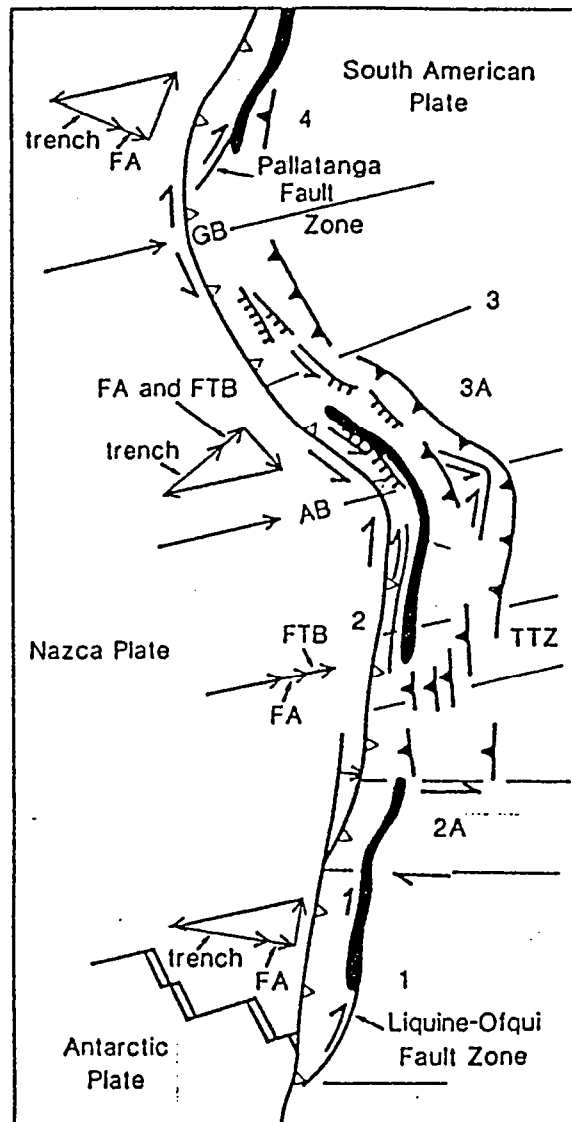 South American
Plate
4
trench
FA
Pallatanga
Fault
Zone
GB
3
FA and FTB
3A
trench
AB
2
FTB
TTZ
Nazca Plate
FA
2A
trench
FA
1
Liquine-Ofqui
Fault Zone
Antarctic
Plate